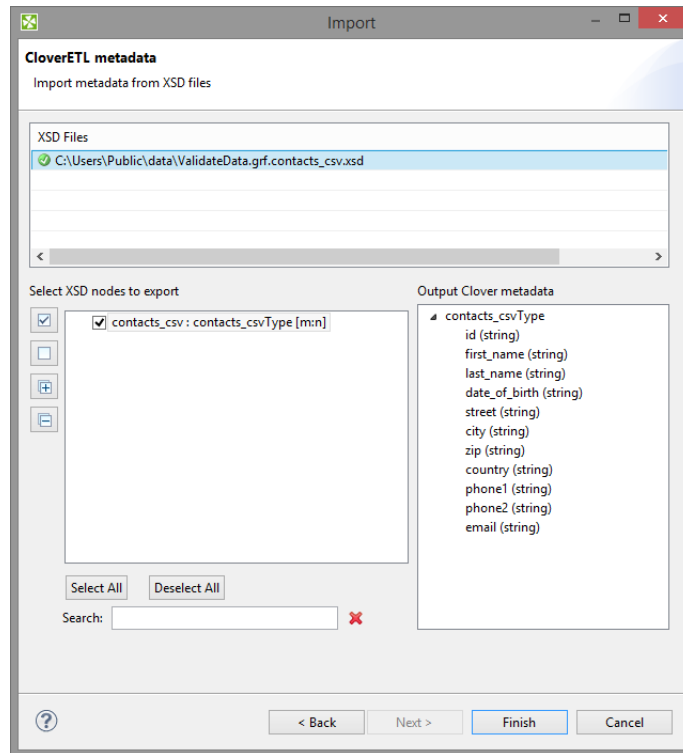 Import
CloverETL metadata
Import metadata from XSD files
XSD Files
C:\Users\Public\data\ValidateData.grf.contacts_csv.xsd
Select XSD nodes to export
contacts_csv : contacts_csvType [m:n]
Select All
Deselect All
Search:
Output Clover metadata
contacts_csvType
id (string)
first_name (string)
last_name (string)
date_of_birth (string)
street (string)
city (string)
zip (string)
country (string)
phone1 (string)
phone2 (string)
email (string)
< Back
Next >
Finish
Cancel